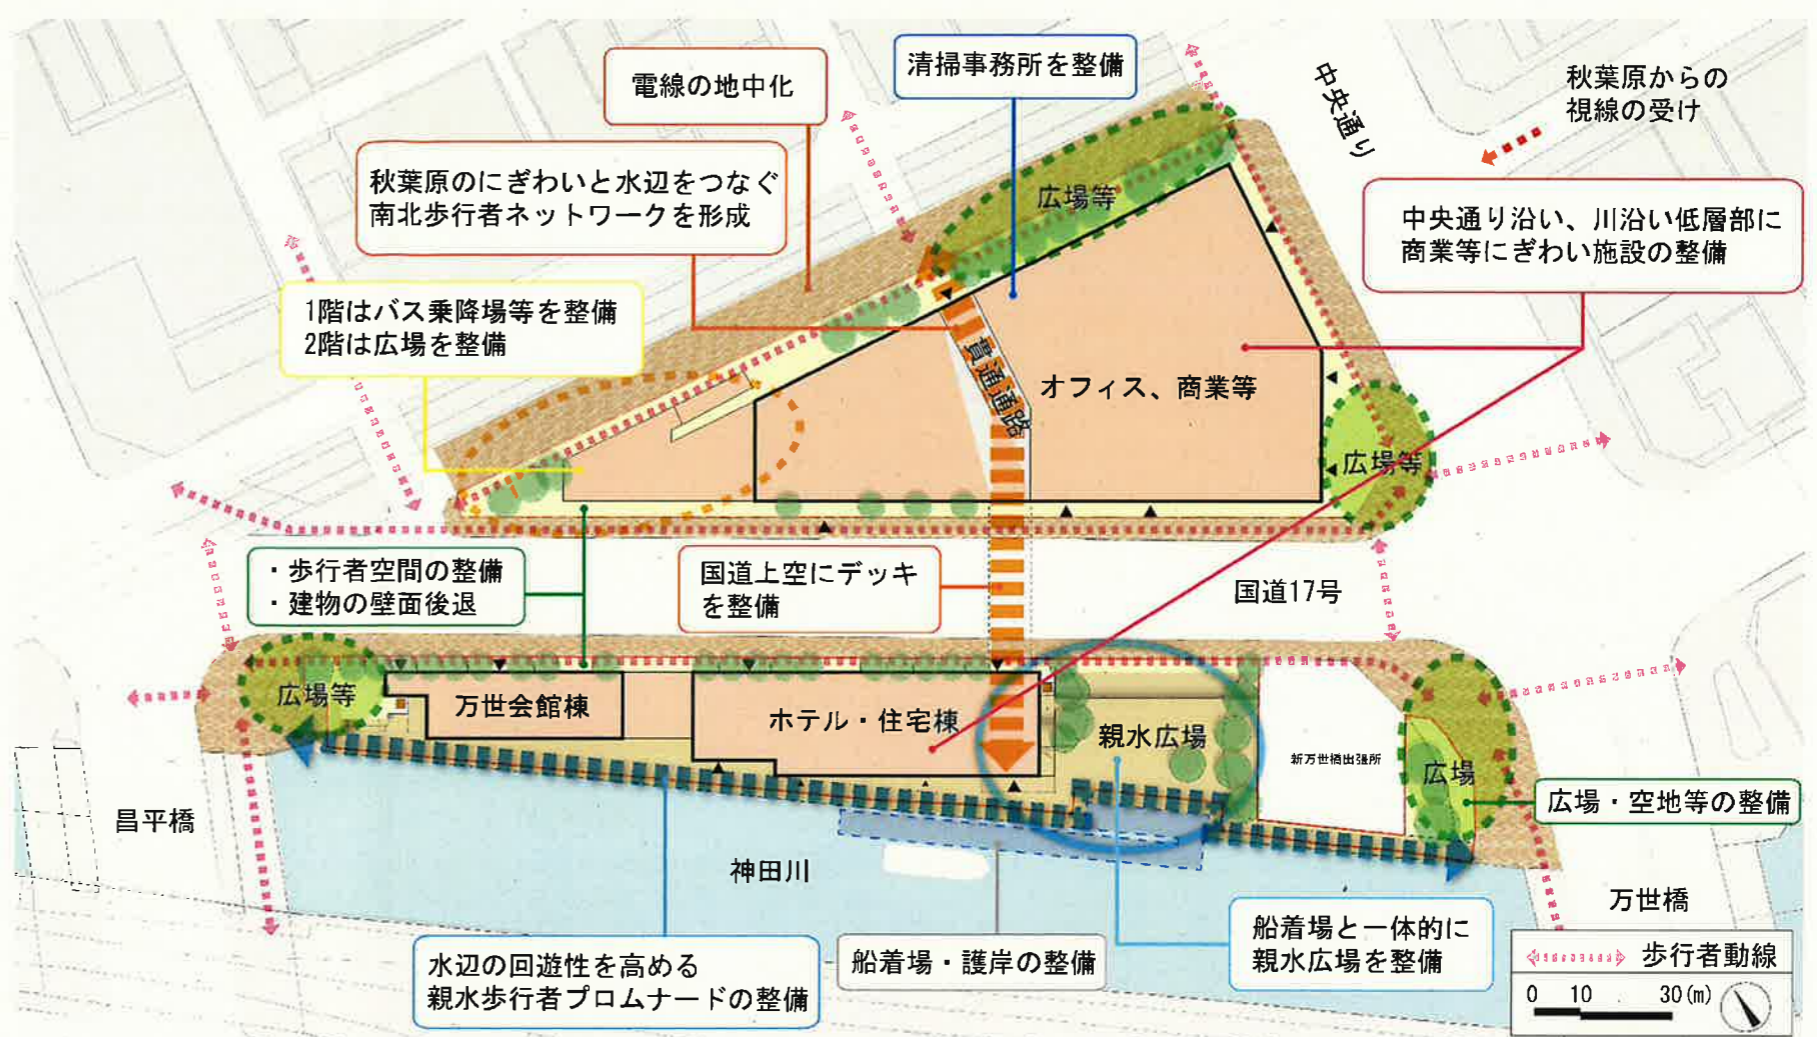 電線の地中化
清掃事務所を整備
中央通り
秋葉原からの
視線の受け
秋葉原のにぎわいと水辺をつなぐ
南北歩行者ネットワークを形成
広場等
中央通り沿い、川沿い低層部に
商業等にぎわい施設の整備
1階はバス乗降場等を整備
2階は広場を整備
貫通通路
オフィス、商業等
広場等
・歩行者空間の整備
・建物の壁面後退
国道上空にデッキ
を整備
国道17号
広場等
万世会館棟
ホテル・住宅棟
親水広場
新万世橋出張所
広場
広場・空地等の整備
昌平橋
神田川
万世橋
水辺の回遊性を高める
親水歩行者プロムナードの整備
船着場・護岸の整備
船着場と一体的に
親水広場を整備
歩行者動線
0 10 30(m)